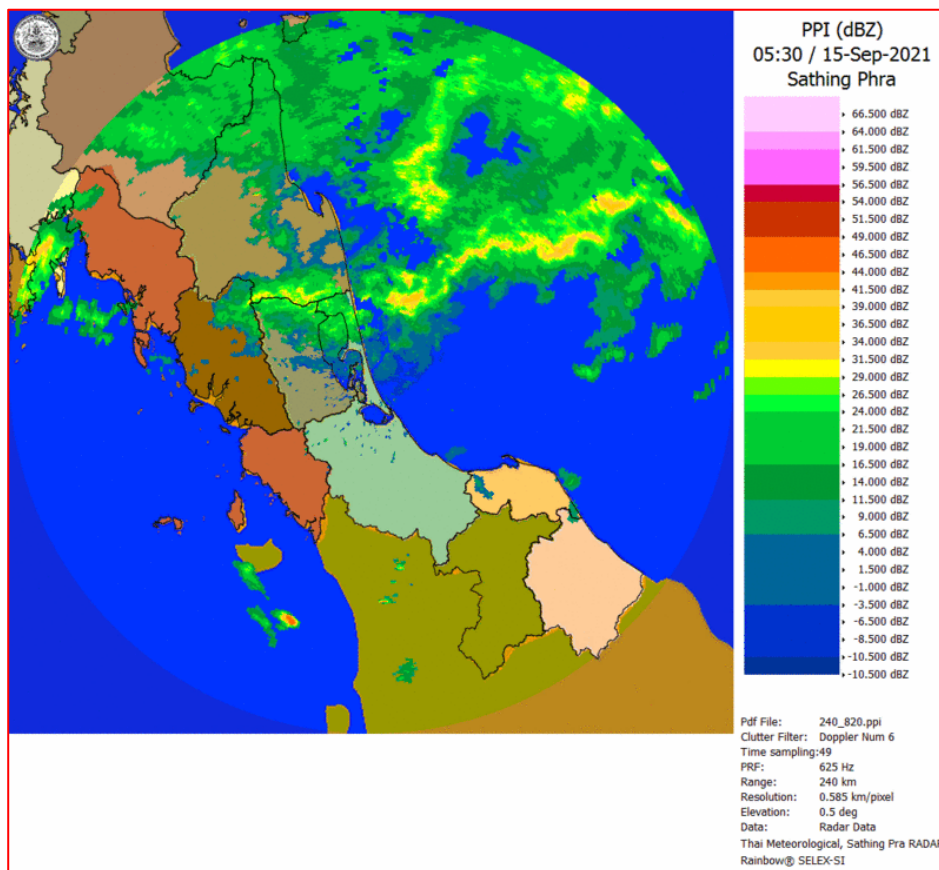 PPI (dBZ)
05:30 / 15-Sep-2021
Sathing Phra
66.500 dBZ
64.000 dBZ
61.500 dBZ
59.500 dBZ
56.500 dBZ
54.000 dBZ
51.500 dBZ
49.000 dBZ
46.500 dBZ
44.000 dBZ
41.500 dBZ
39.000 dBZ
36.500 dBZ
34.000 dBZ
31.500 dBZ
29.000 dBZ
26.500 dBZ
24.000 dBZ
21.500 dBZ
19.000 dBZ
16.500 dBZ
14.000 dBZ
11.500 dBZ
9.000 dBZ
6.500 dBZ
4.000 dBZ
1.500 dBZ
-1.000 dBZ
-3.500 dBZ
-6.500 dBZ
-8.500 dBZ
-10.500 dBZ
-10.500 dBZ
Pdf File: 240_820.ppi
Clutter Filter: Doppler Num 6
Time sampling:49
PRF: 625 Hz
Range: 240 km
Resolution: 0.585 km/pixel
Elevation: 0.5 deg
Data: Radar Data
Thai Meteorological, Sathing Pra RADAR
Rainbow® SELEX-SI